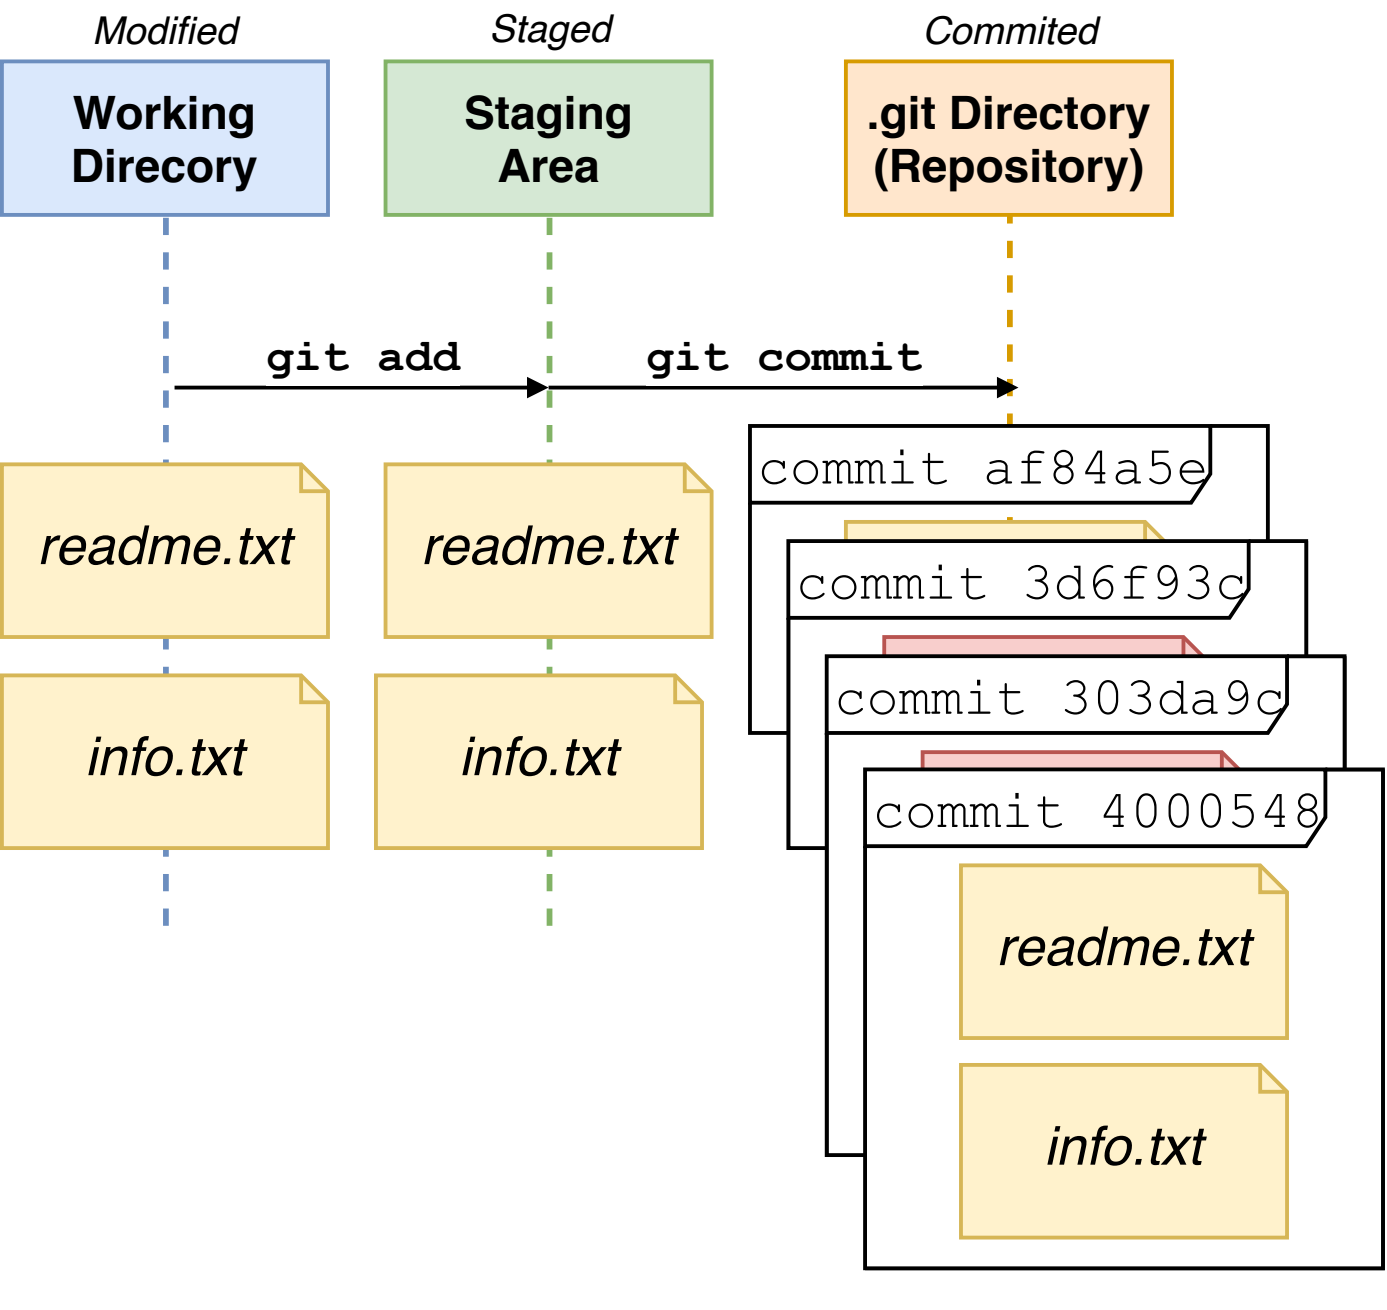 Modified
Staged
Commited
Working
Direcory
Staging
Area
.git Directory
(Repository)
git add
git commit
commit af84a5e
readme.txt
readme.txt
commit 3d6f93c
commit 303da9c
info.txt
info.txt
commit 4000548
readme.txt
info.txt